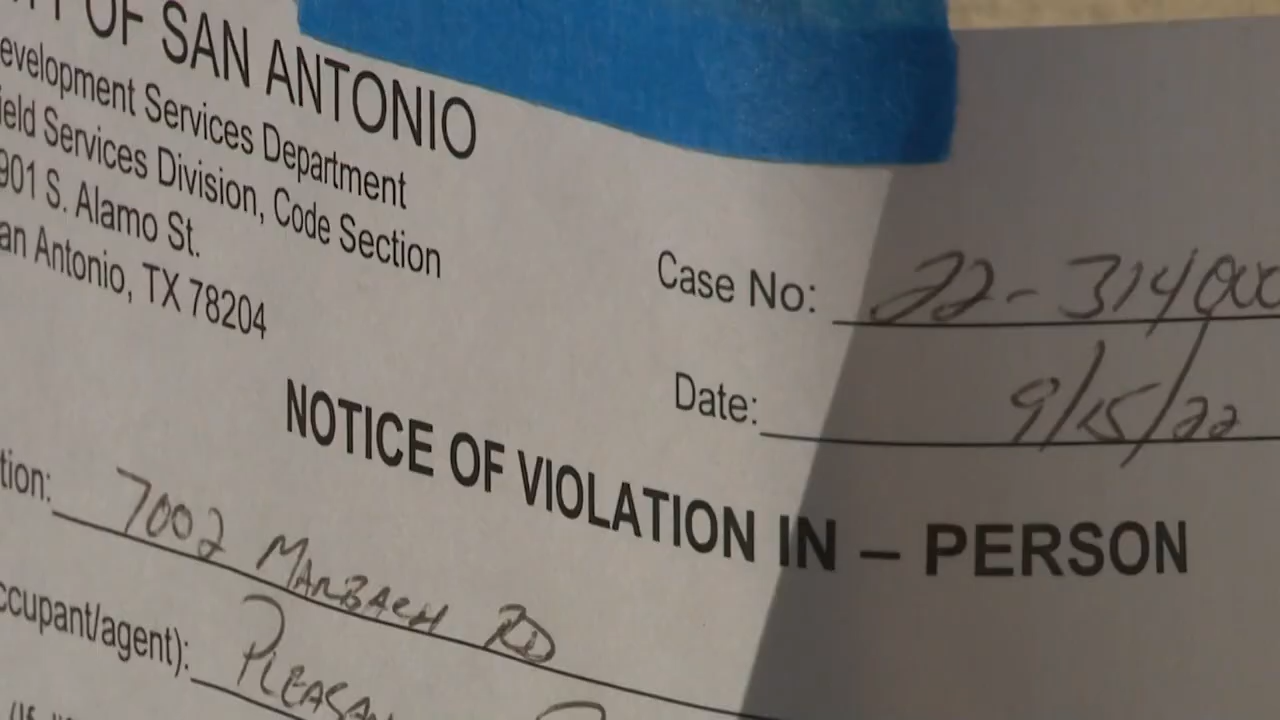 OF SAN ANTONIO
evelopment Services Department
ield Services Division, Code Section
901 S. Alamo St.
an Antonio, TX 78204
Case No: 22-314000
Date: 9/15/22
NOTICE OF VIOLATION IN – PERSON
tion: 7002 MARBACH RD
ccupant/agent): PLEASAN